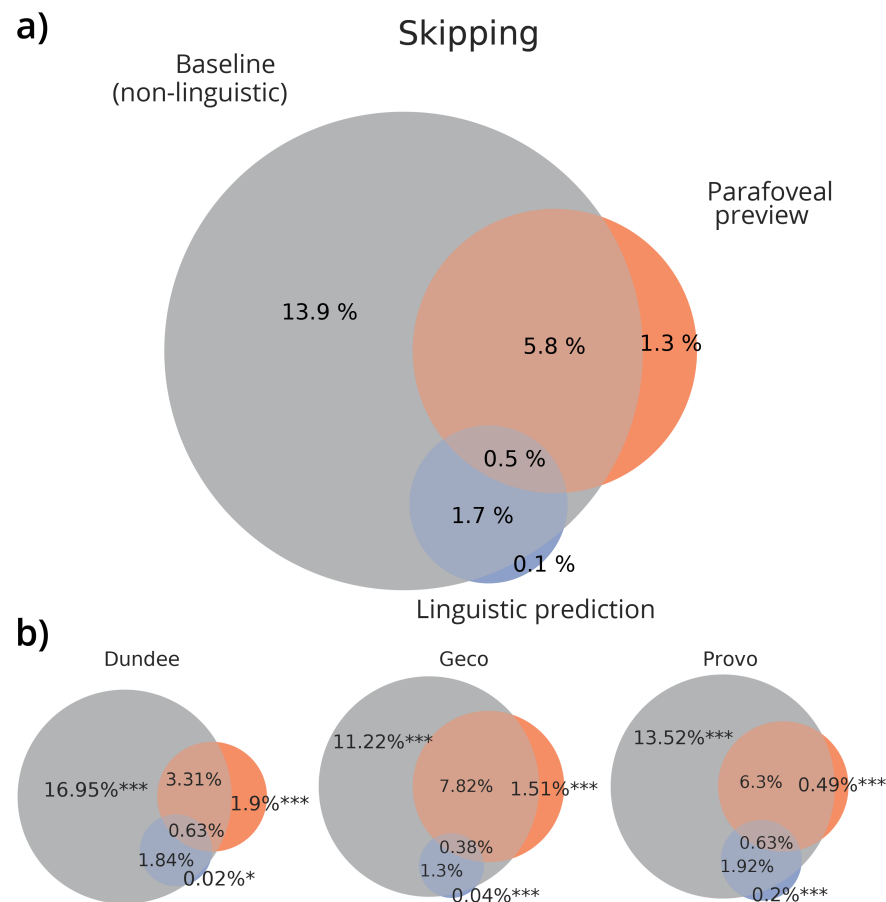 a)
Skipping
Baseline
(non-linguistic)
Parafoveal
preview
13.9 %
5.8 %
1.3 %
0.5 %
1.7 %
0.1 %
Linguistic prediction
b)
Dundee
Geco
Provo
16.95%***
3.31%
1.9%***
0.63%
1.84%
0.02%*
11.22%***
7.82%
1.51%***
0.38%
1.3%
0.04%***
13.52%***
6.3%
0.49%***
0.63%
1.92%
0.2%***